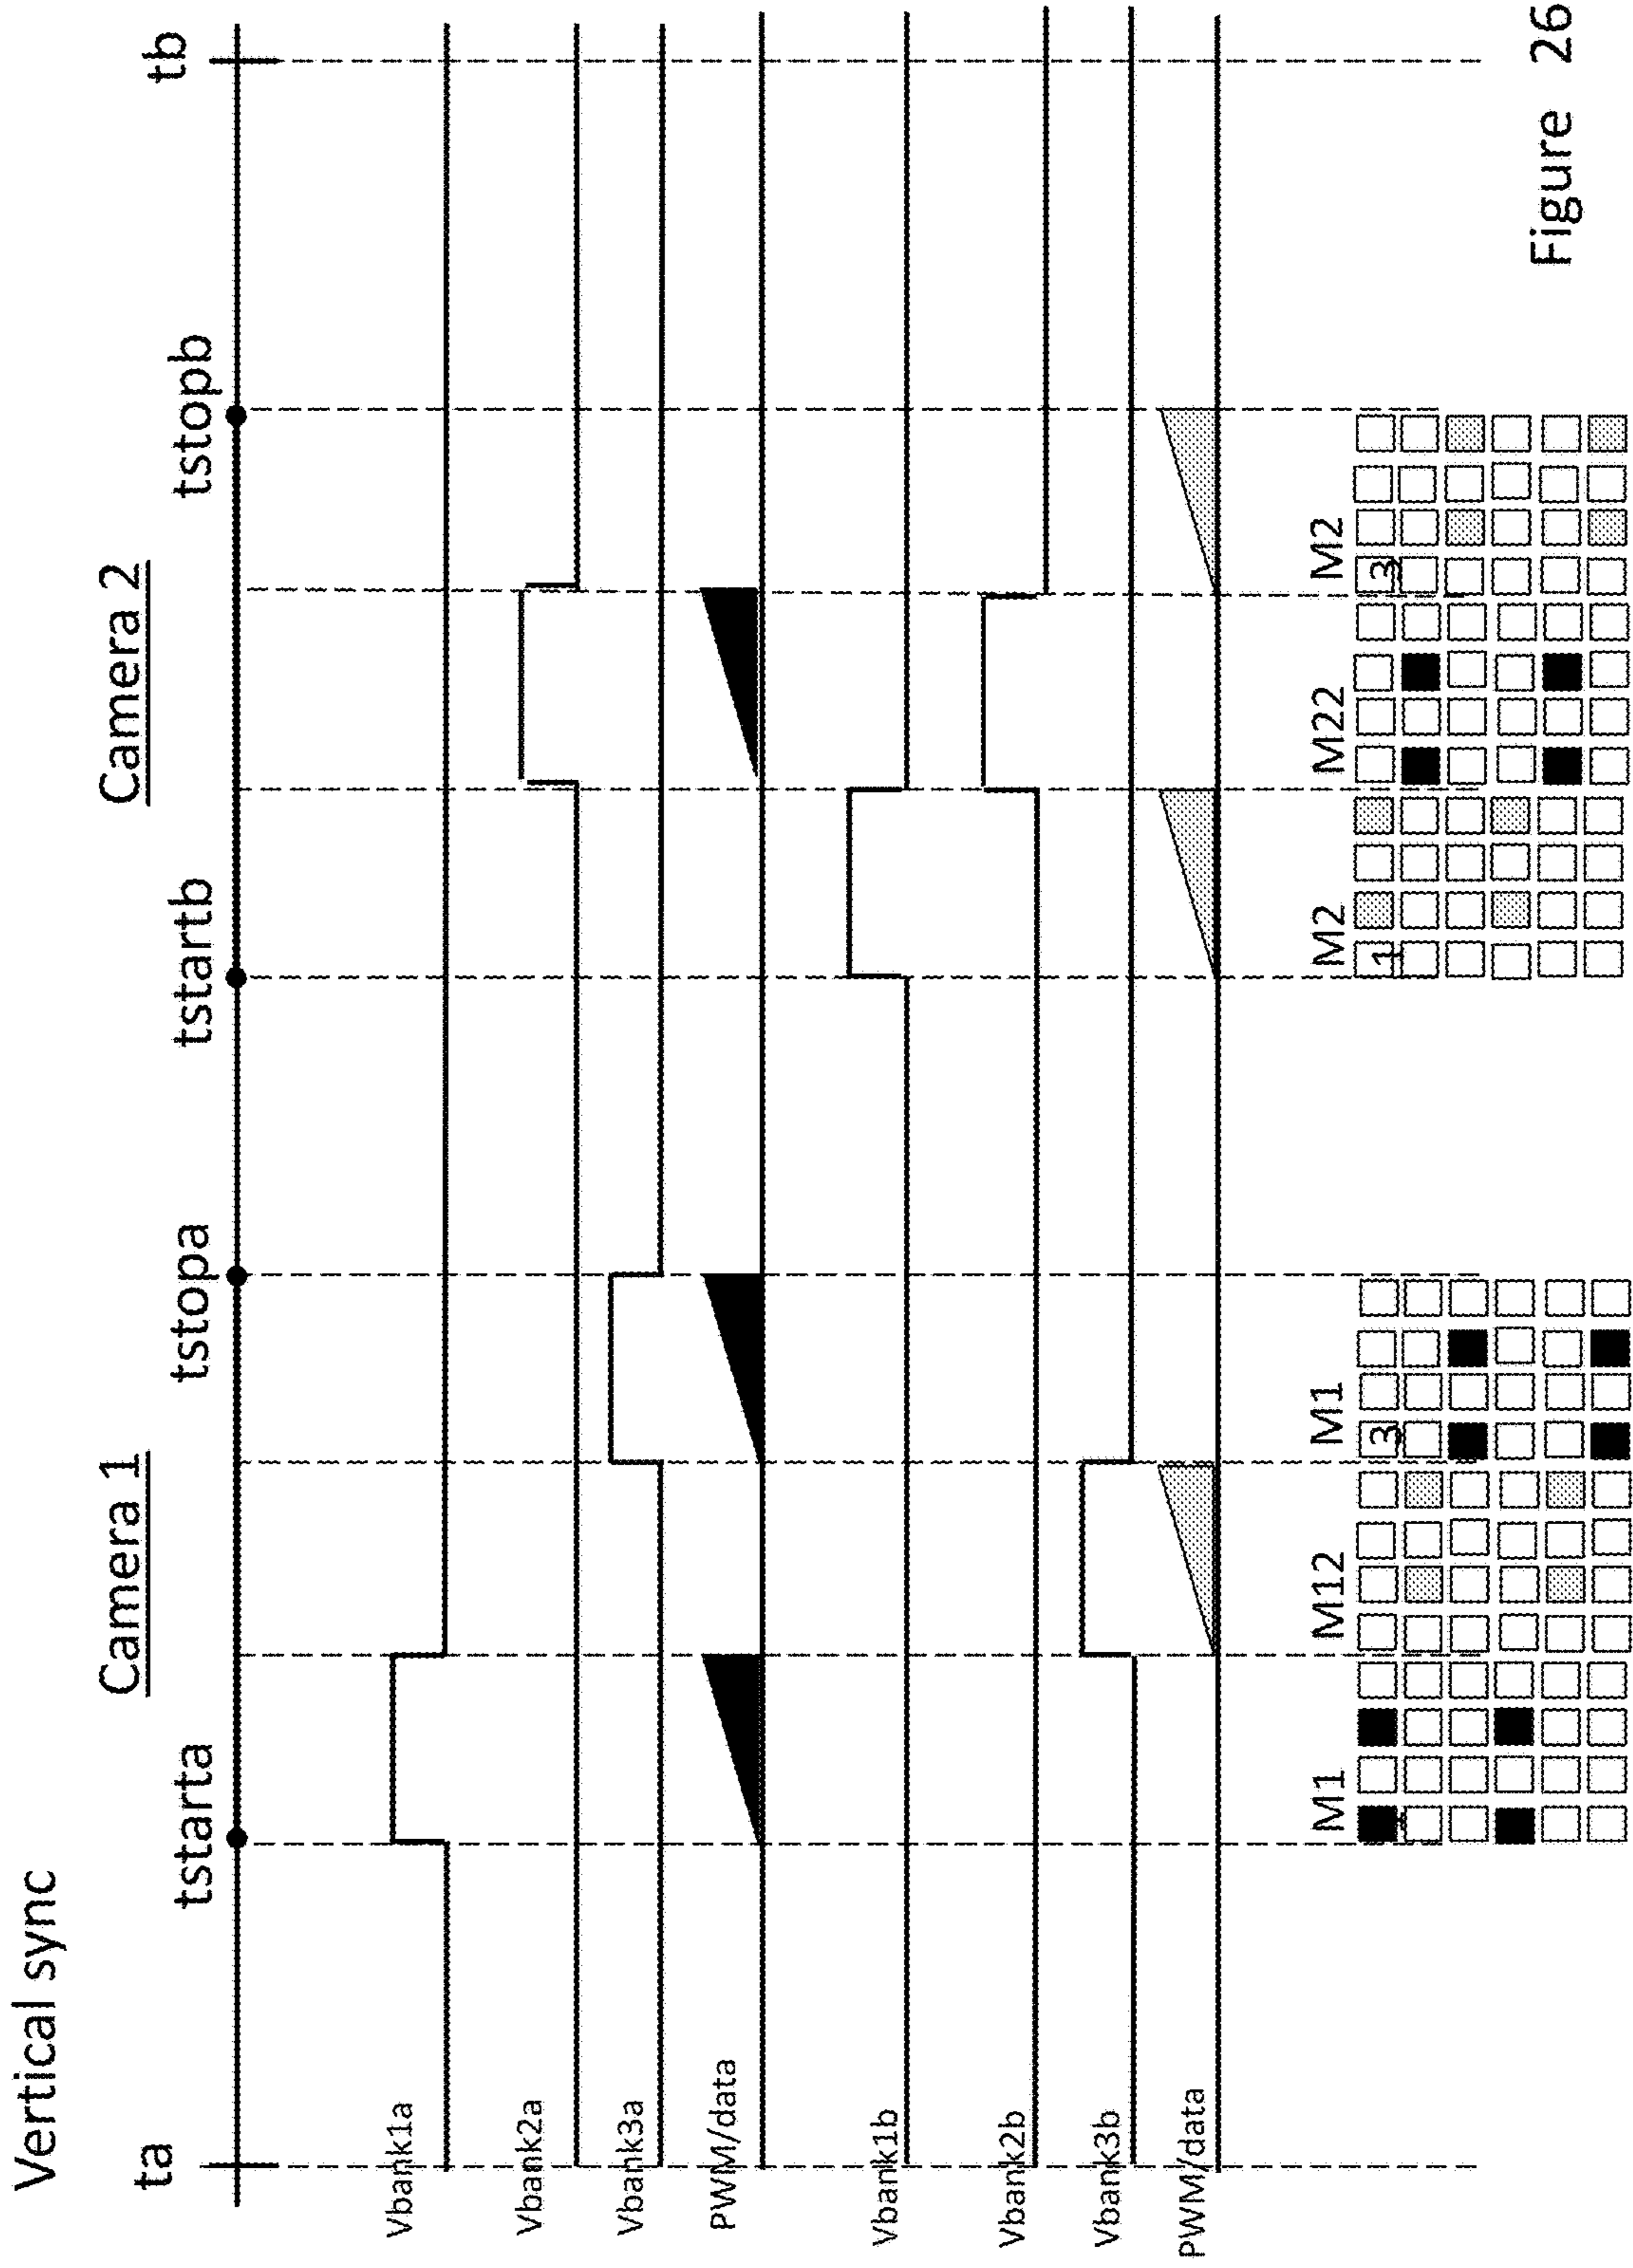 Vertical sync
Camera 1
Camera 2
ta
tstarta
tstopa
tstartb
tstopb
tb
Vbank1a
Vbank2a
Vbank3a
PWM/data
Vbank1b
Vbank2b
Vbank3b
PWM/data
M1
M12
M1
3
M2
1
M22
M2
3
Figure 26